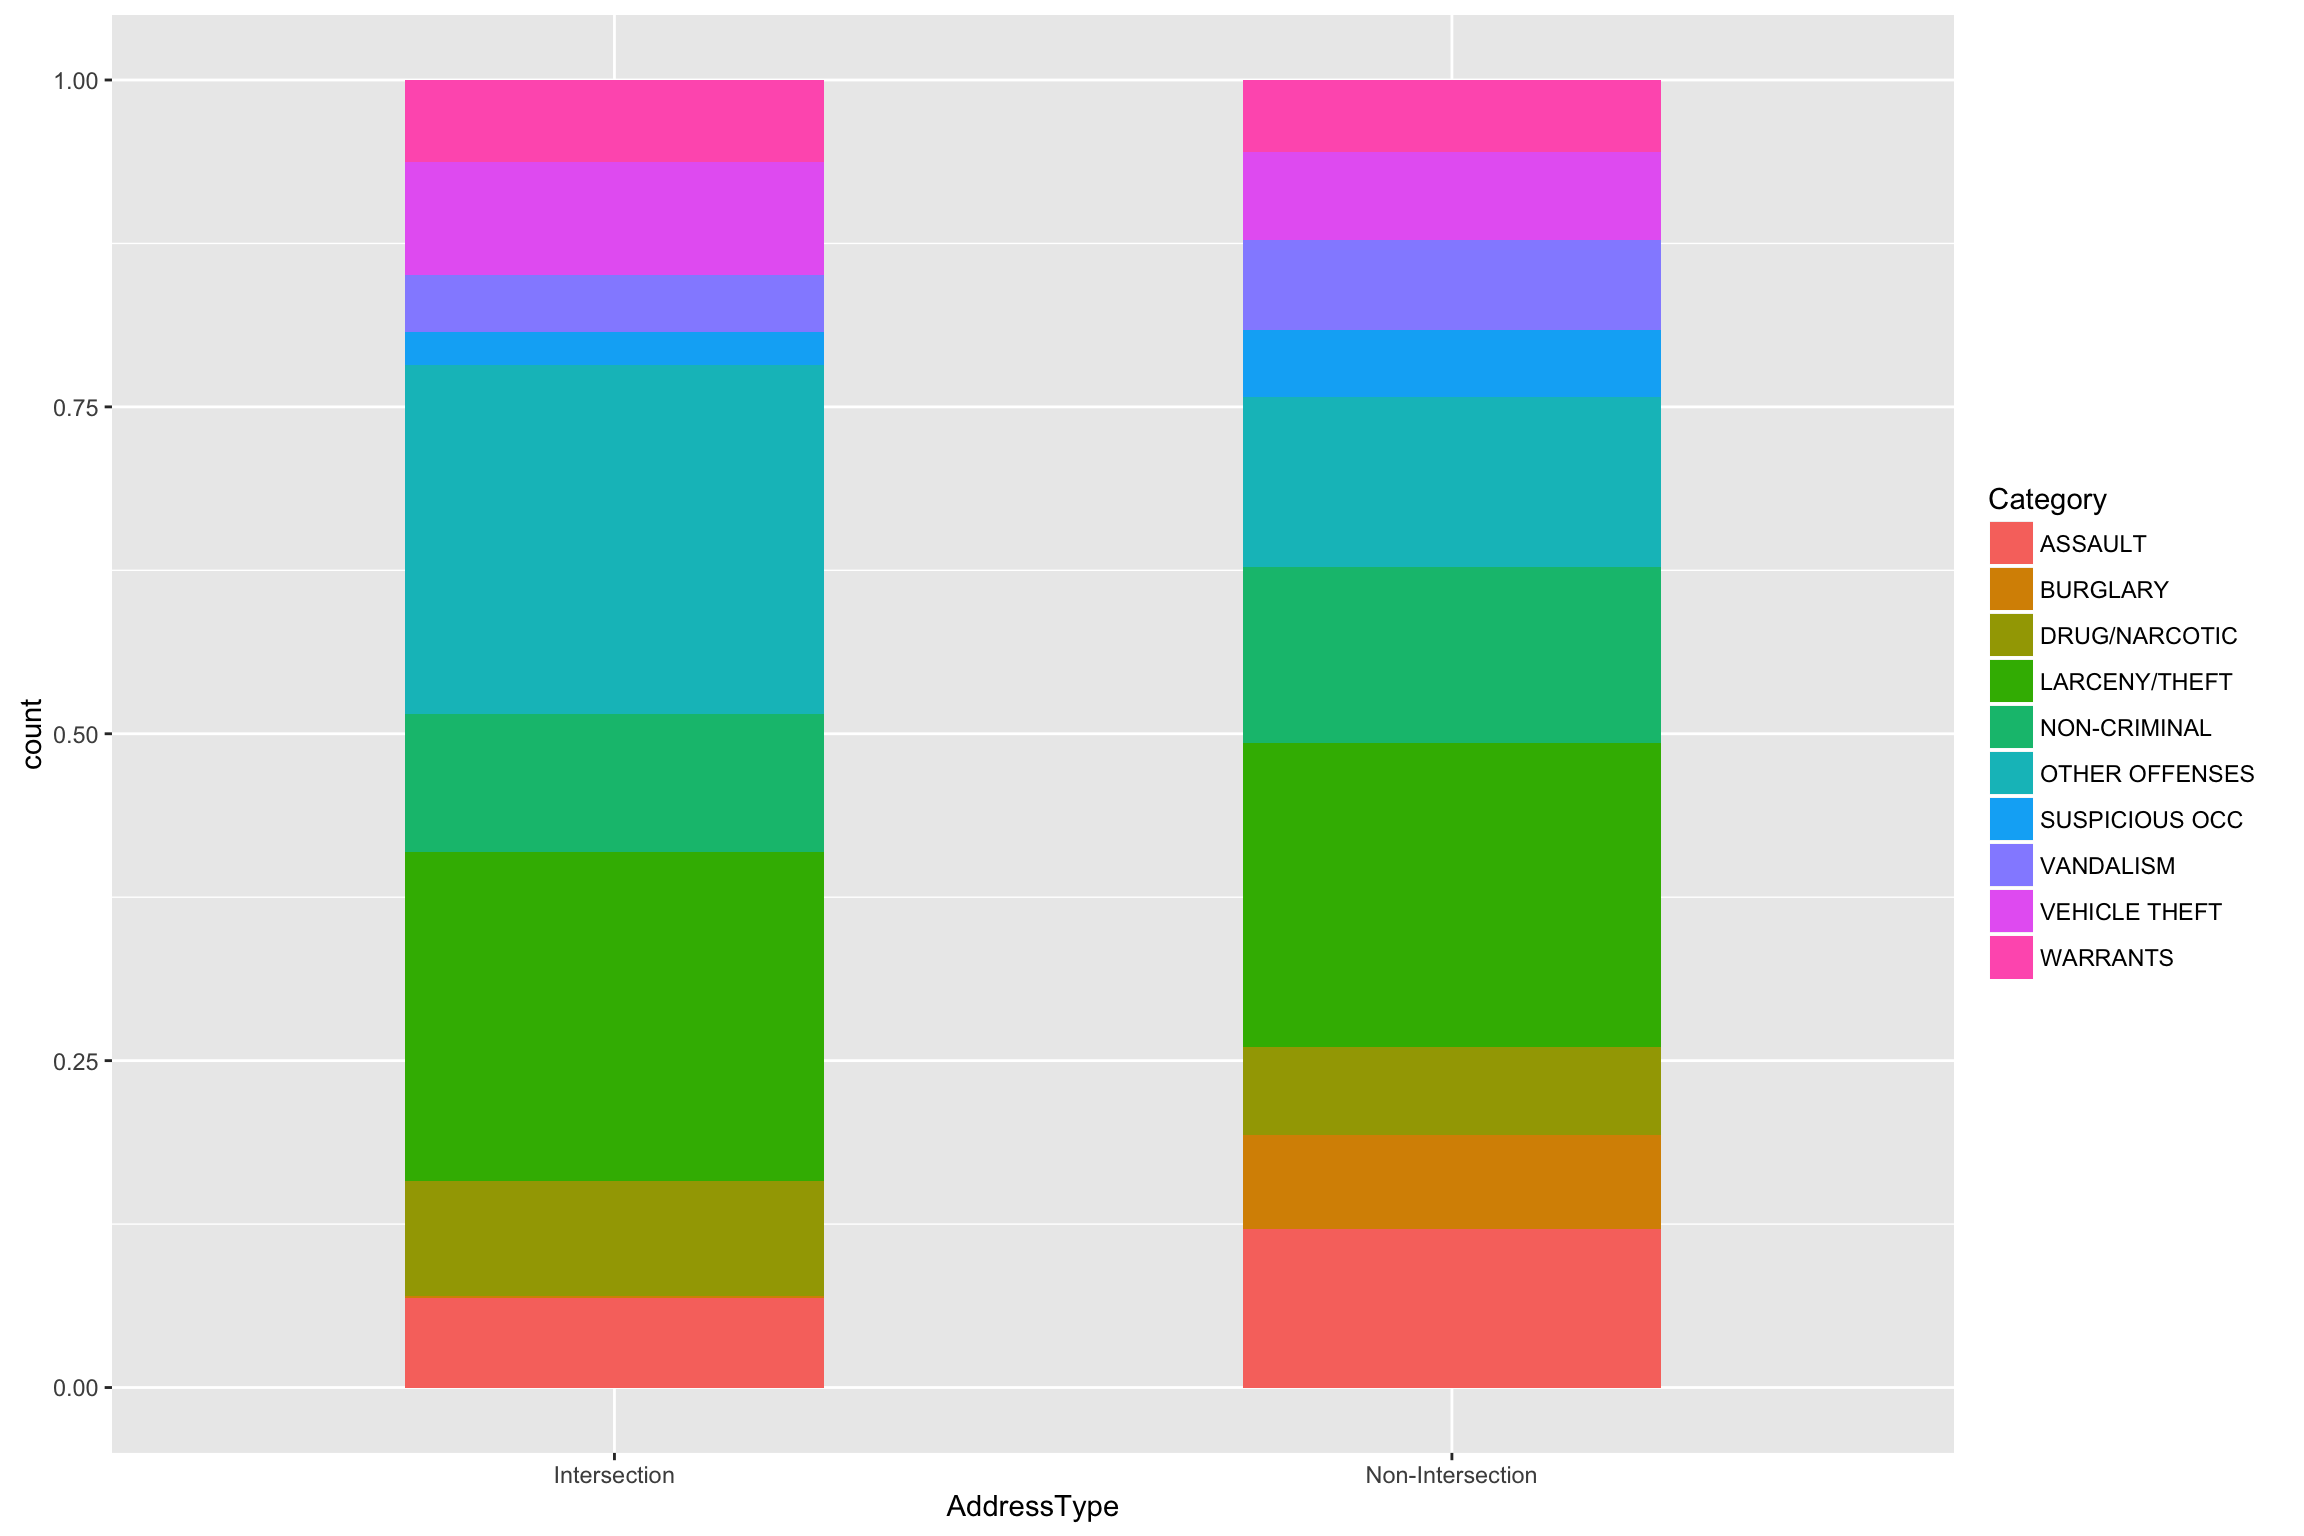 1.00
0.75
0.50
0.25
0.00
count
Intersection
Non-Intersection
AddressType
Category
ASSAULT
BURGLARY
DRUG/NARCOTIC
LARCENY/THEFT
NON-CRIMINAL
OTHER OFFENSES
SUSPICIOUS OCC
VANDALISM
VEHICLE THEFT
WARRANTS